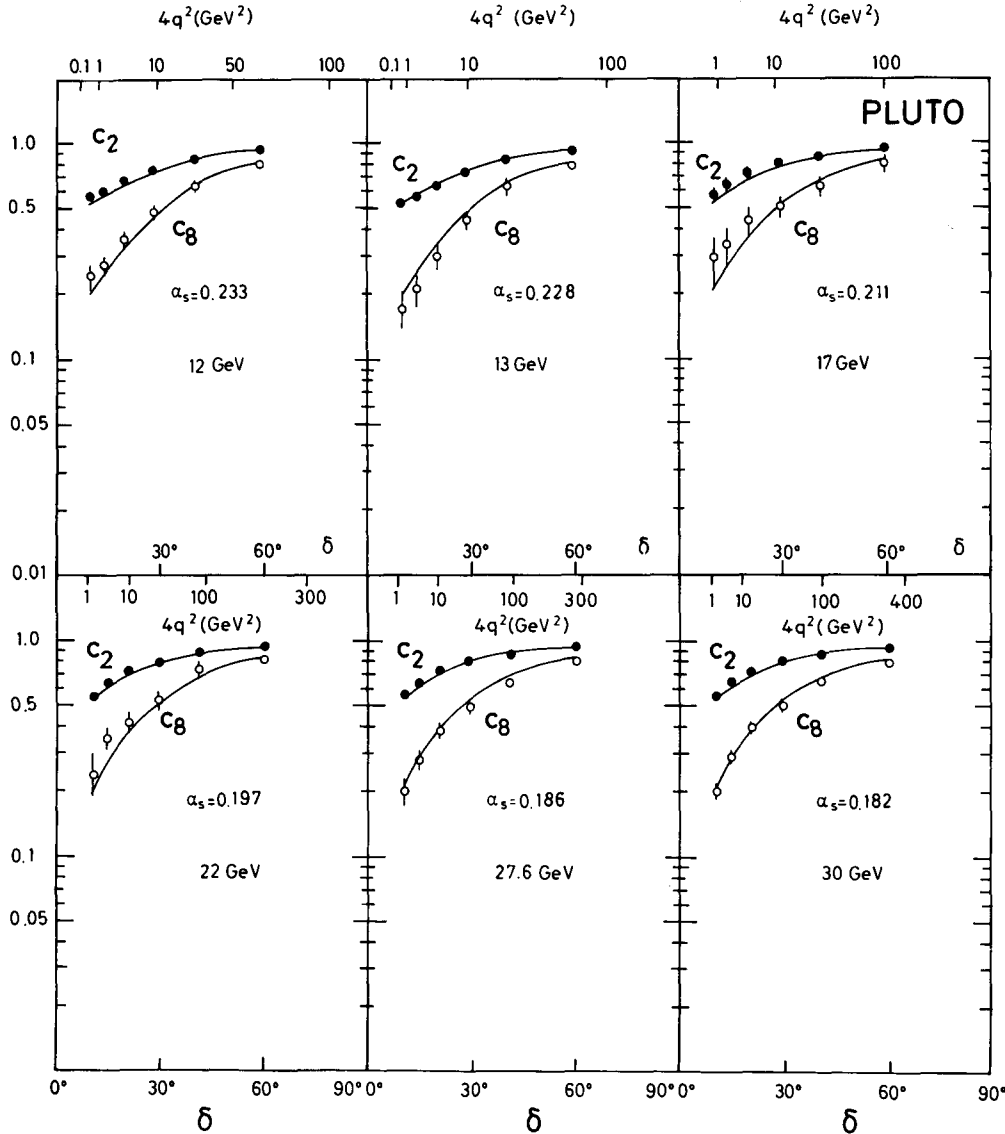 4q²(GeV²) 4q² (GeV²) 4q² (GeV²)
0.1 1 10 50 100 0.1 1 10 100 1 10 100
PLUTO
1.0 C₂ C₂ C₂
0.5 C₈ C₈ C₈
αₛ=0.233 αₛ=0.228 αₛ=0.211
0.1 12 GeV 13 GeV 17 GeV
0.05
30° 60° δ 30° 60° δ 30° 60° δ
0.01
1 10 100 300 1 10 100 300 1 10 100 400
4q²(GeV²) 4q²(GeV²) 4q²(GeV²)
1.0 C₂ C₂ C₂
0.5 C₈ C₈ C₈
αₛ=0.197 αₛ=0.186 αₛ=0.182
0.1 22 GeV 27.6 GeV 30 GeV
0.05
0° 30° 60° 90° 0° 30° 60° 90° 0° 30° 60° 90°
δ δ δ